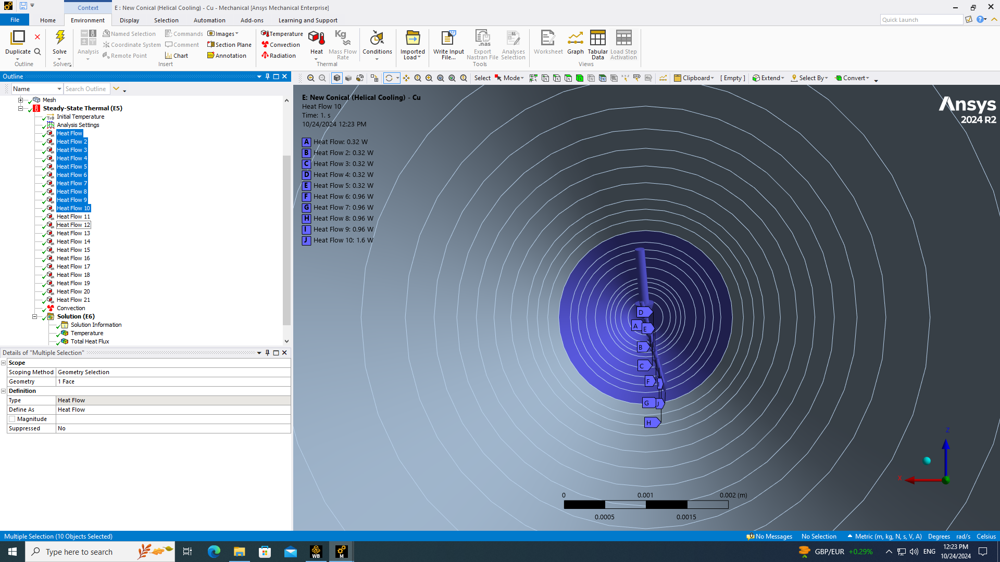 Context
E : New Conical (Helical Cooling) - Cu - Mechanical [Ansys Mechanical Enterprise]
File
Home
Environment
Display
Selection
Automation
Add-ons
Learning and Support
Quick Launch
Duplicate
Outline
Solve
Solver
Analysis
Named Selection
Coordinate System
Remote Point
Commands
Comment
Chart
Images
Section Plane
Annotation
Insert
Temperature
Convection
Radiation
Heat
Mass Flow
Rate
Thermal
Conditions
Imported
Load
Write Input
File...
Export
Nastran File
Analyses
Selection
Tools
Worksheet
Graph
Tabular
Data
Load Step
Activation
Views
Outline
Name
Search Outline
Select
Mode
Clipboard
[ Empty ]
Extend
Select By
Convert
Mesh
Steady-State Thermal (E5)
Initial Temperature
Analysis Settings
Heat Flow
Heat Flow 2
Heat Flow 3
Heat Flow 4
Heat Flow 5
Heat Flow 6
Heat Flow 7
Heat Flow 8
Heat Flow 9
Heat Flow 10
Heat Flow 11
Heat Flow 12
Heat Flow 13
Heat Flow 14
Heat Flow 15
Heat Flow 16
Heat Flow 17
Heat Flow 18
Heat Flow 19
Heat Flow 20
Heat Flow 21
Convection
Solution (E6)
Solution Information
Temperature
Total Heat Flux
Details of "Multiple Selection"
Scope
Scoping Method Geometry Selection
Geometry 1 Face
Definition
Type Heat Flow
Define As Heat Flow
Magnitude
Suppressed No
E: New Conical (Helical Cooling) - Cu
Heat Flow 10
Time: 1. s
10/24/2024 12:23 PM
A Heat Flow: 0.32 W
B Heat Flow 2: 0.32 W
C Heat Flow 3: 0.32 W
D Heat Flow 4: 0.32 W
E Heat Flow 5: 0.32 W
F Heat Flow 6: 0.96 W
G Heat Flow 7: 0.96 W
H Heat Flow 8: 0.96 W
I Heat Flow 9: 0.96 W
J Heat Flow 10: 1.6 W
Ansys
2024 R2
D
A
E
B
C
F
I
G
J
H
Z
X
0 0.001 0.002 (m)
0.0005 0.0015
Multiple Selection (10 Objects Selected)
0 No Messages
No Selection
Metric (m, kg, N, s, V, A)
Degrees
rad/s
Celsius
Type here to search
WB
M
GBP/EUR +0.29%
ENG
12:23 PM
10/24/2024